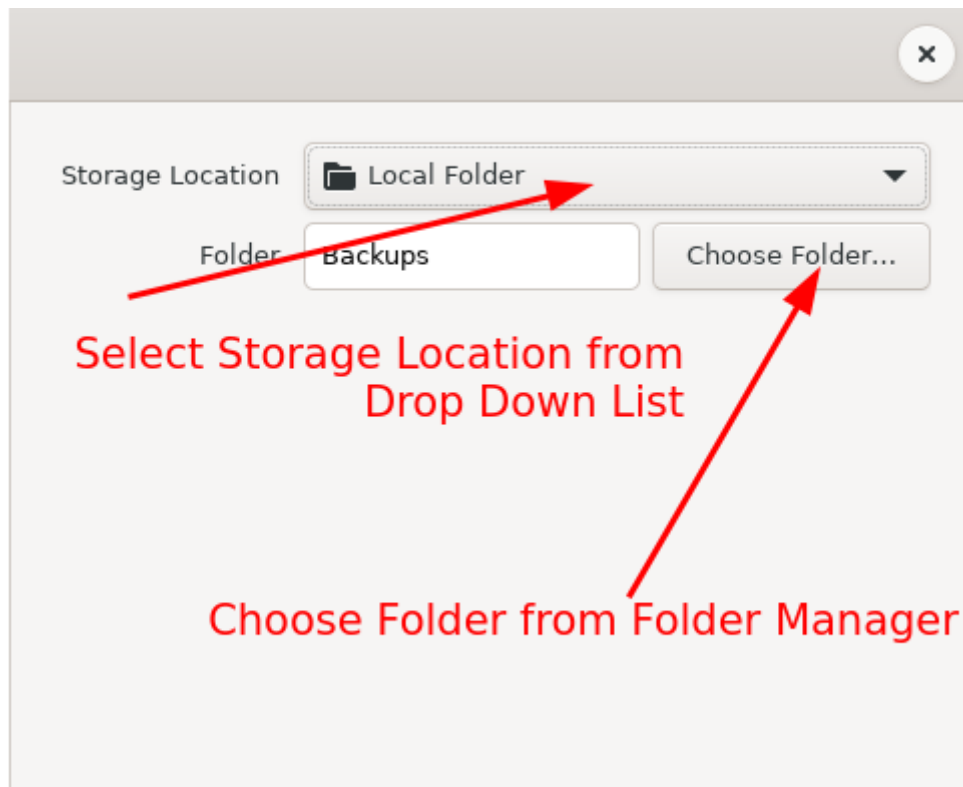 Storage Location
Local Folder
Folder
Backups
Choose Folder...
Select Storage Location from
Drop Down List
Choose Folder from Folder Manager